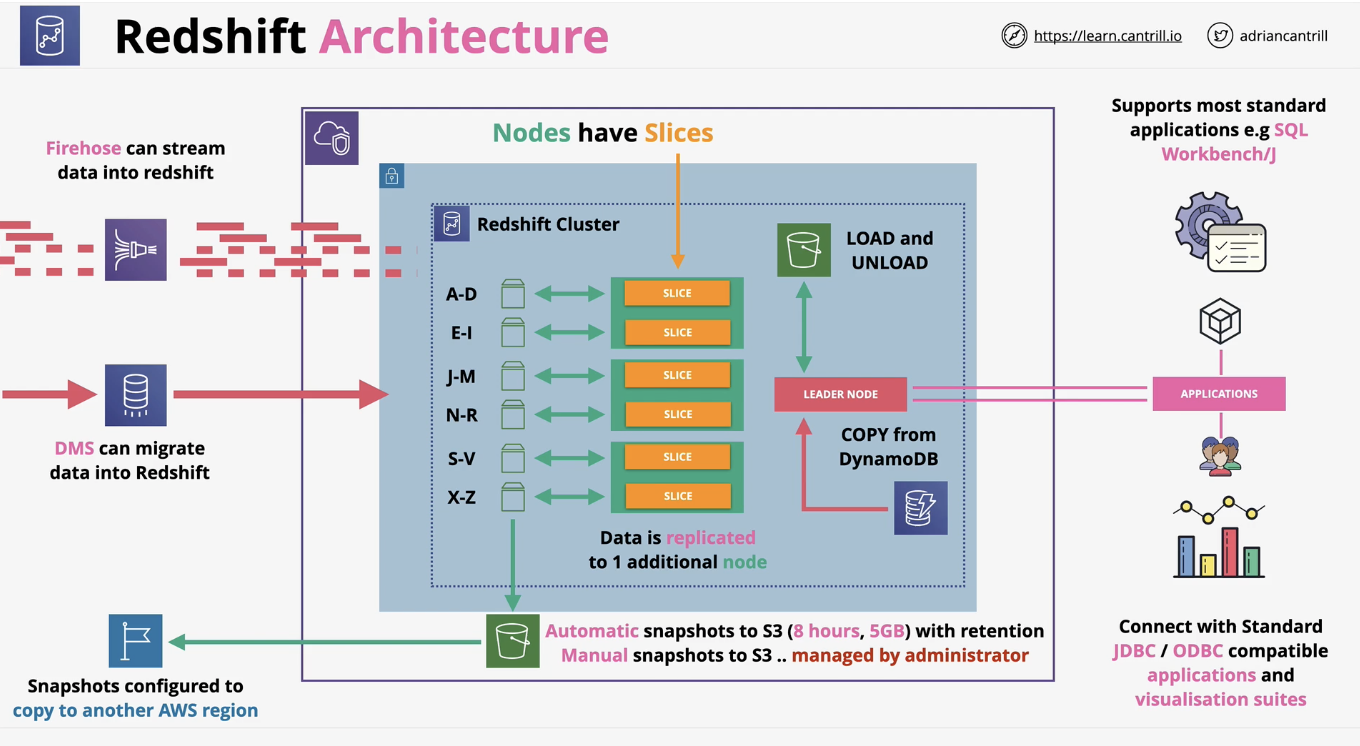 Redshift Architecture
https://learn.cantrill.io
adriancantrill
Firehose can stream
data into redshift
DMS can migrate
data into Redshift
Nodes have Slices
Redshift Cluster
A-D
SLICE
E-I
SLICE
J-M
SLICE
N-R
SLICE
S-V
SLICE
X-Z
SLICE
LOAD and
UNLOAD
LEADER NODE
COPY from
DynamoDB
Data is replicated
to 1 additional node
Automatic snapshots to S3 (8 hours, 5GB) with retention
Manual snapshots to S3 .. managed by administrator
Snapshots configured to
copy to another AWS region
Supports most standard
applications e.g SQL
Workbench/J
APPLICATIONS
Connect with Standard
JDBC / ODBC compatible
applications and
visualisation suites